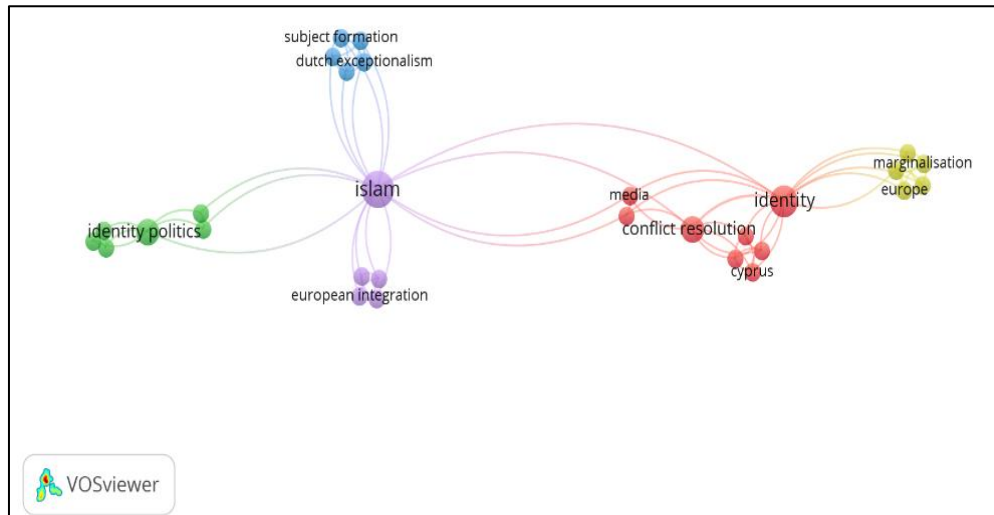 subject formation
dutch exceptionalism
marginalisation
islam
europe
media
identity
identity politics
conflict resolution
cyprus
european integration
VOSviewer